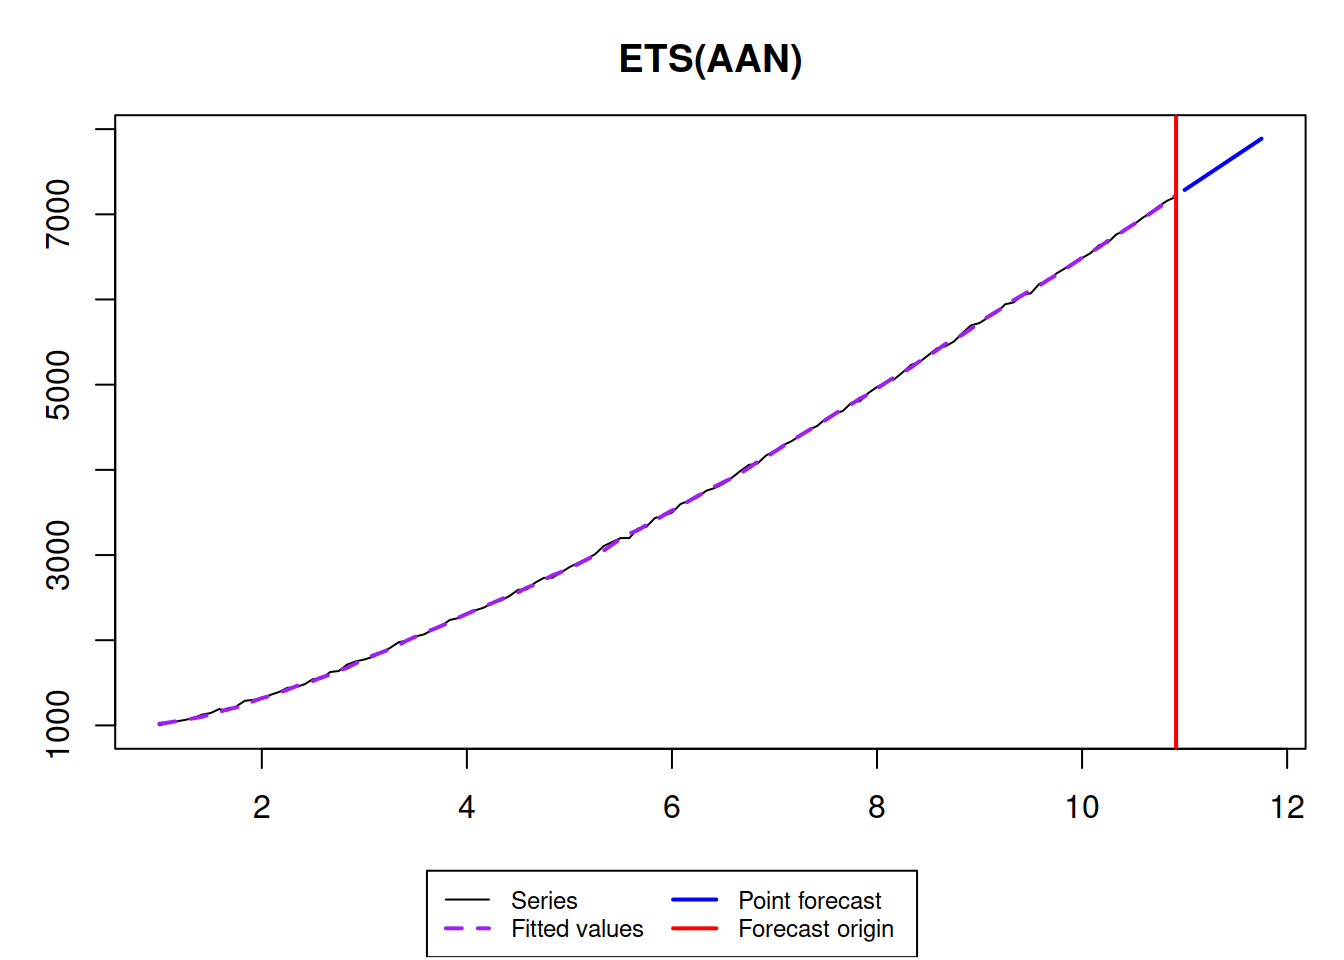 ETS(AAN)
7000
5000
3000
1000
2 4 6 8 10 12
Series Point forecast
Fitted values Forecast origin